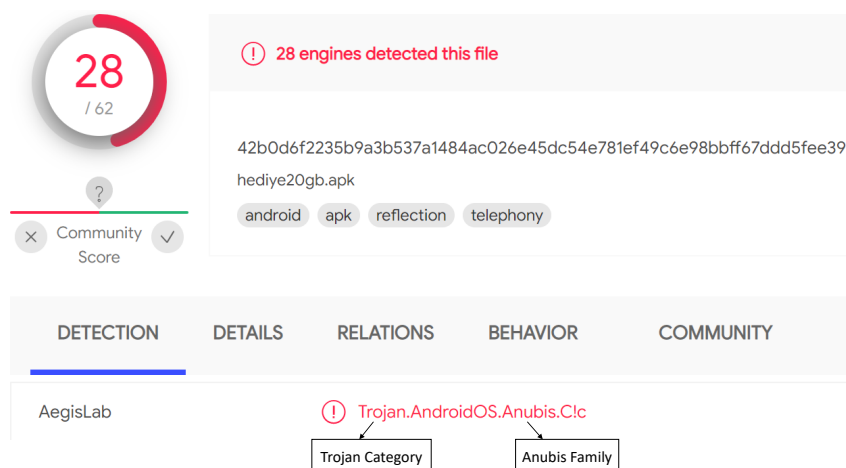 28
/ 62
28 engines detected this file
42b0d6f2235b9a3b537a1484ac026e45dc54e781ef49c6e98bbff67ddd5fee39
hediye20gb.apk
android apk reflection telephony
?
Community
Score
DETECTION DETAILS RELATIONS BEHAVIOR COMMUNITY
AegisLab Trojan.AndroidOS.Anubis.C!c
Trojan Category Anubis Family